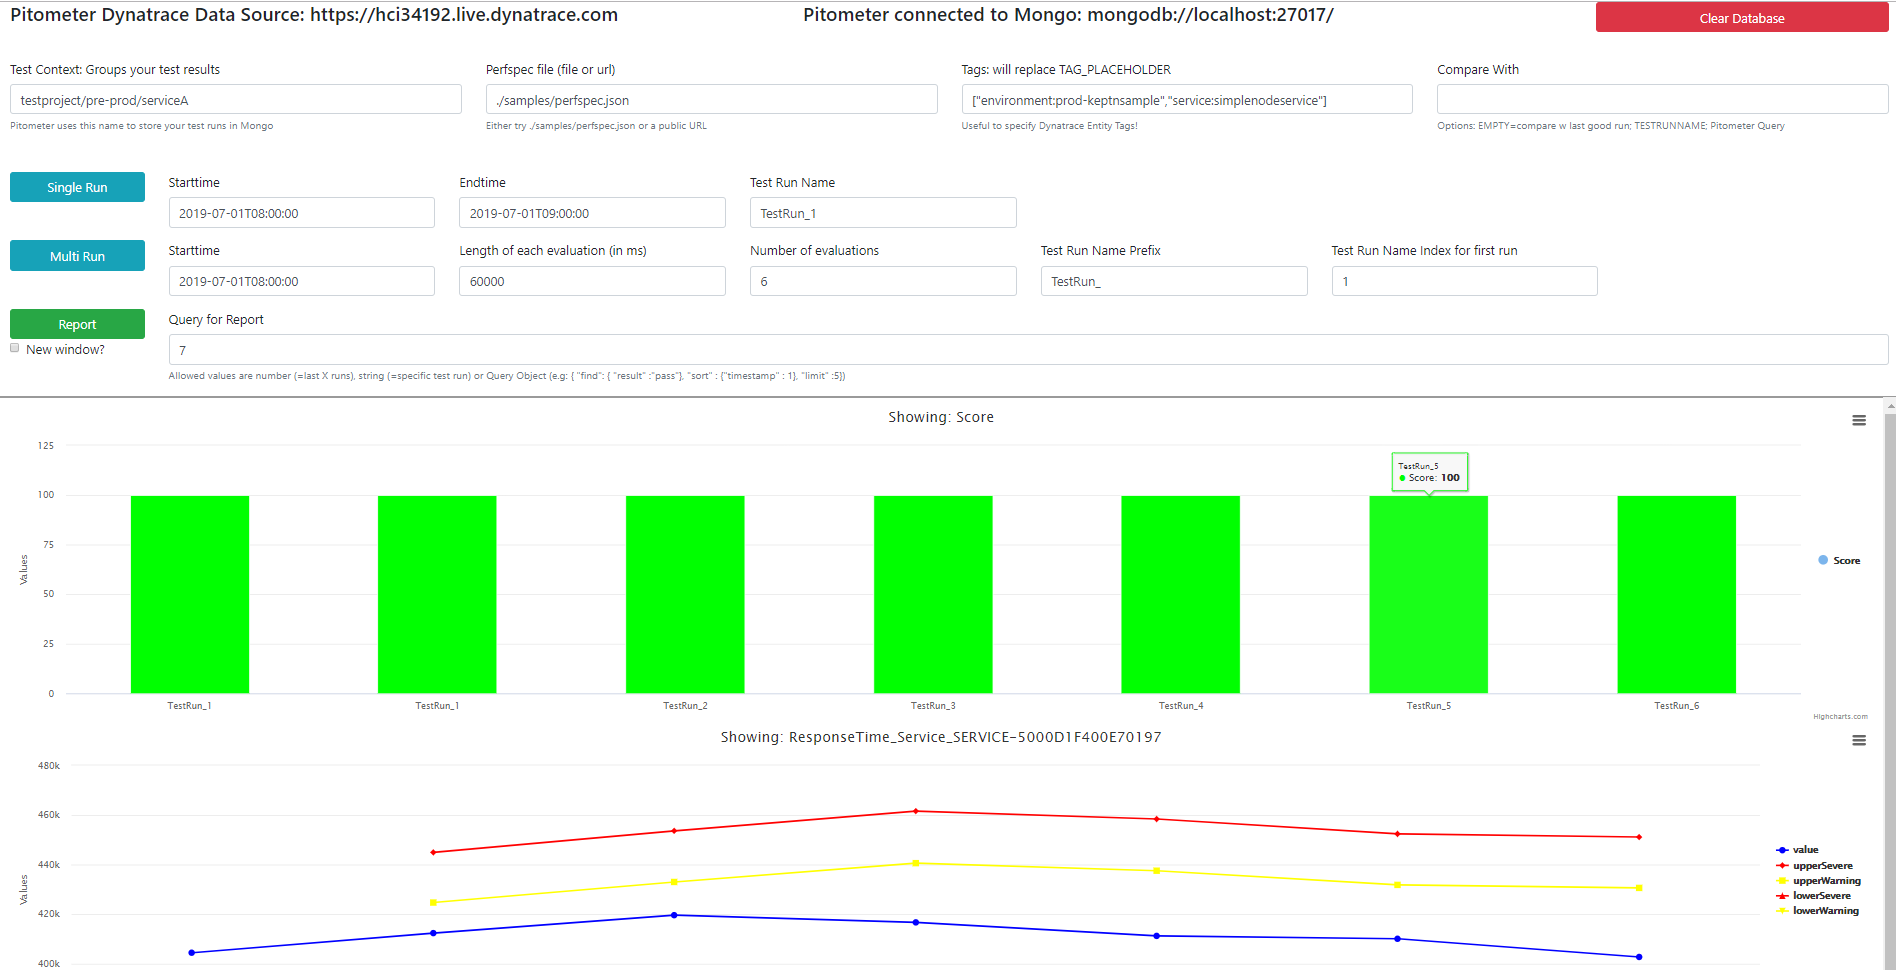 Pitometer Dynatrace Data Source: https://hci34192.live.dynatrace.com
Pitometer connected to Mongo: mongodb://localhost:27017/
Clear Database
Test Context: Groups your test results
Perfspec file (file or url)
Tags: will replace TAG_PLACEHOLDER
Compare With
testproject/pre-prod/serviceA
./samples/perfspec.json
["environment:prod-keptnsample","service:simplenodeservice"]
Pitometer uses this name to store your test runs in Mongo
Either try ./samples/perfspec.json or a public URL
Useful to specify Dynatrace Entity Tags!
Options: EMPTY=compare w last good run; TESTRUNNAME; Pitometer Query
Single Run
Starttime
Endtime
Test Run Name
2019-07-01T08:00:00
2019-07-01T09:00:00
TestRun_1
Multi Run
Starttime
Length of each evaluation (in ms)
Number of evaluations
Test Run Name Prefix
Test Run Name Index for first run
2019-07-01T08:00:00
60000
6
TestRun_
1
Report
Query for Report
New window?
7
Allowed values are number (=last X runs), string (=specific test run) or Query Object (e.g: { "find": { "result" :"pass"}, "sort" : {"timestamp" : 1}, "limit" :5})
Showing: Score
125
100
75
50
25
0
Values
TestRun_5
Score: 100
Score
TestRun_1
TestRun_1
TestRun_2
TestRun_3
TestRun_4
TestRun_5
TestRun_6
Highcharts.com
Showing: ResponseTime_Service_SERVICE-5000D1F400E70197
480k
460k
440k
420k
400k
Values
value
upperSevere
upperWarning
lowerSevere
lowerWarning